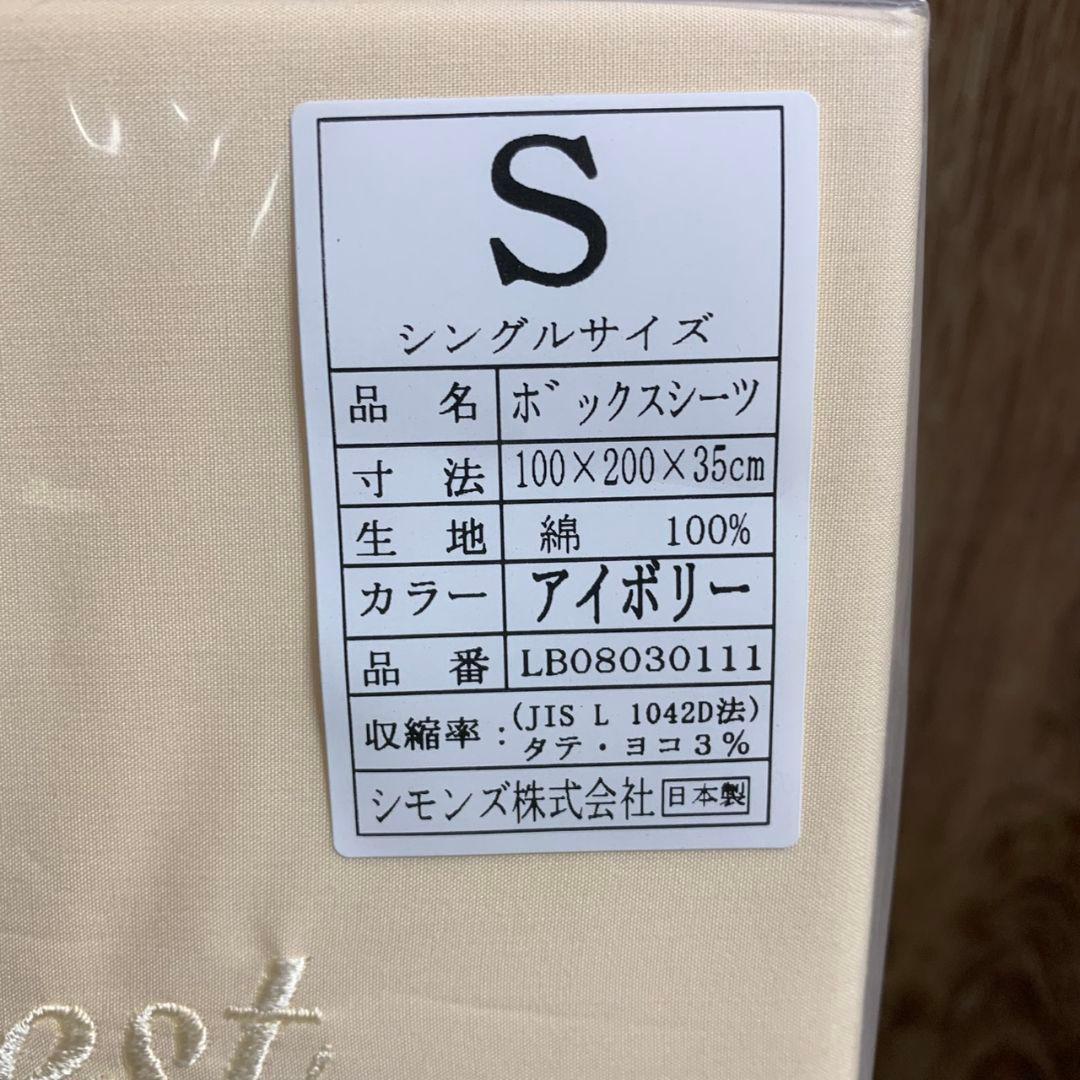 S
シングルサイズ
品 名 ボックスシーツ
寸 法 100×200×35cm
生 地 綿 100%
カラー アイボリー
品 番 LB08030111
収縮率:(JIS L 1042D法)
タテ・ヨコ3%
シモンズ株式会社 日本製
est